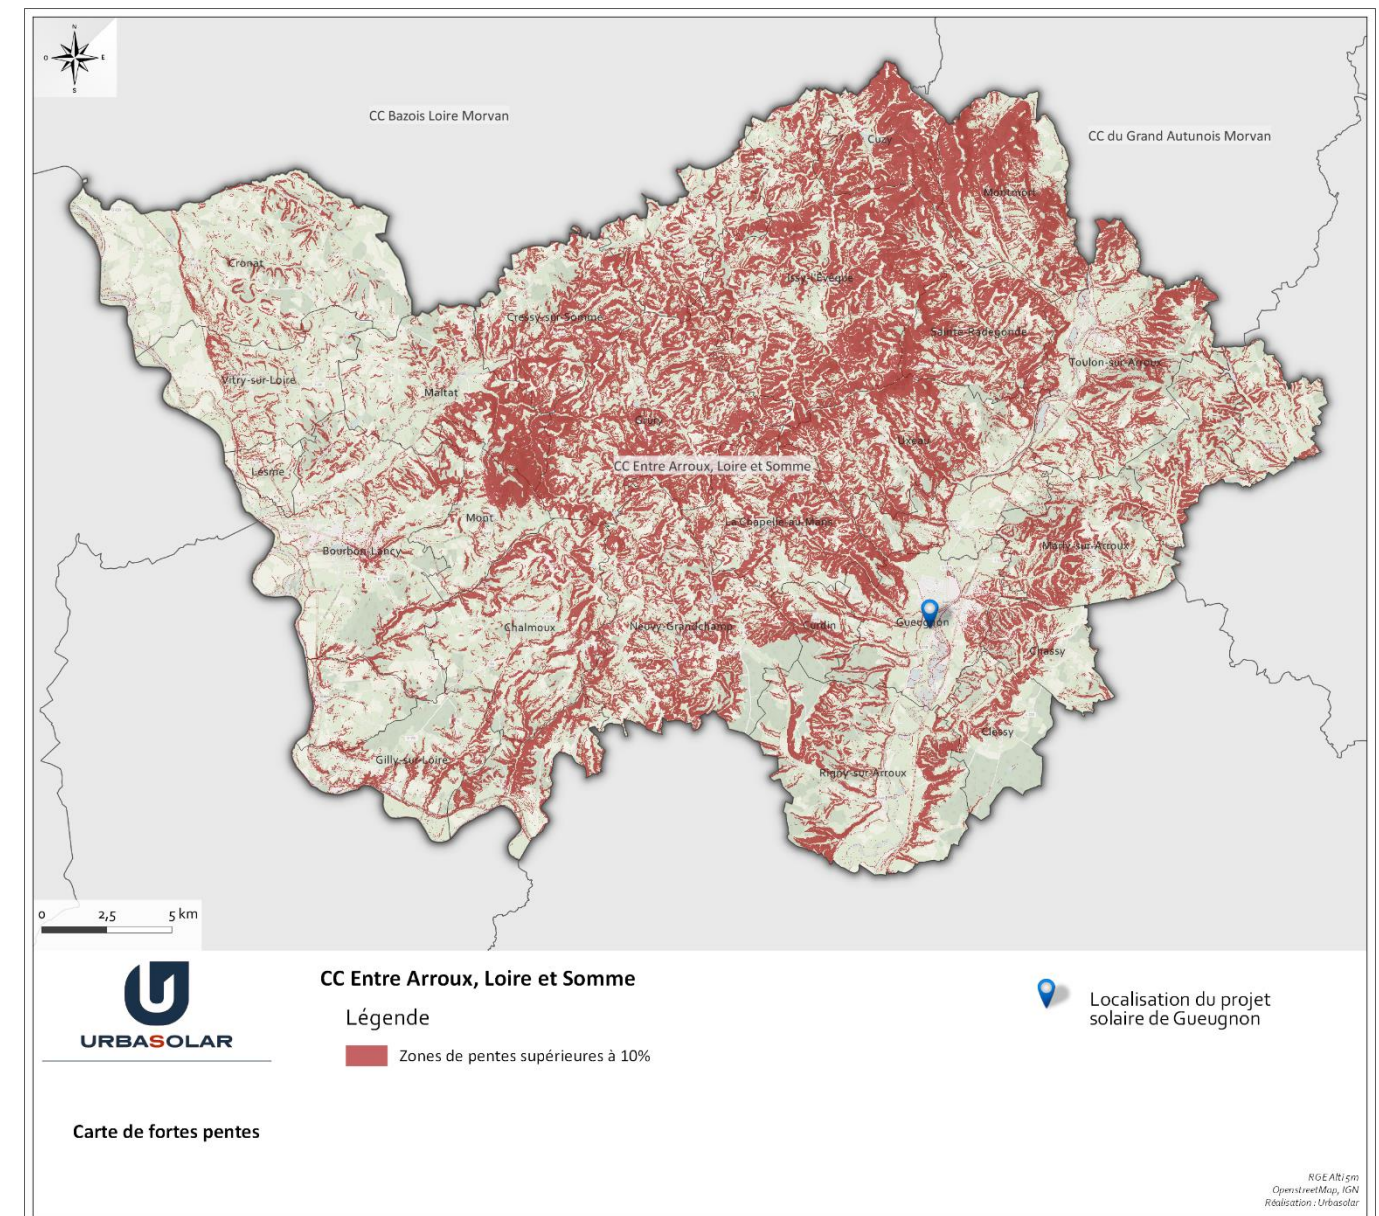 N
O
E
S
CC Bazois Loire Morvan
CC du Grand Autunois Morvan
Cuzy
Montmort
Cronat
Issy-l'Évêque
Cressy-sur-Somme
Sainte-Radegonde
Toulon-sur-Arroux
Vitry-sur-Loire
Maltat
Grury
Uxeau
CC Entre Arroux, Loire et Somme
Lesme
Mont
La Chapelle-au-Mans
Bourbon-Lancy
Marly-sur-Arroux
Chalmoux
Neuvy-Grandchamp
Curdin
Gueugnon
Chassy
Clessy
Gilly-sur-Loire
Rigny-sur-Arroux
0 2,5 5 km
URBASOLAR
CC Entre Arroux, Loire et Somme
Légende
Zones de pentes supérieures à 10%
Localisation du projet
solaire de Gueugnon
Carte de fortes pentes
RGE Alti 5m
OpenstreetMap, IGN
Réalisation : Urbasolar